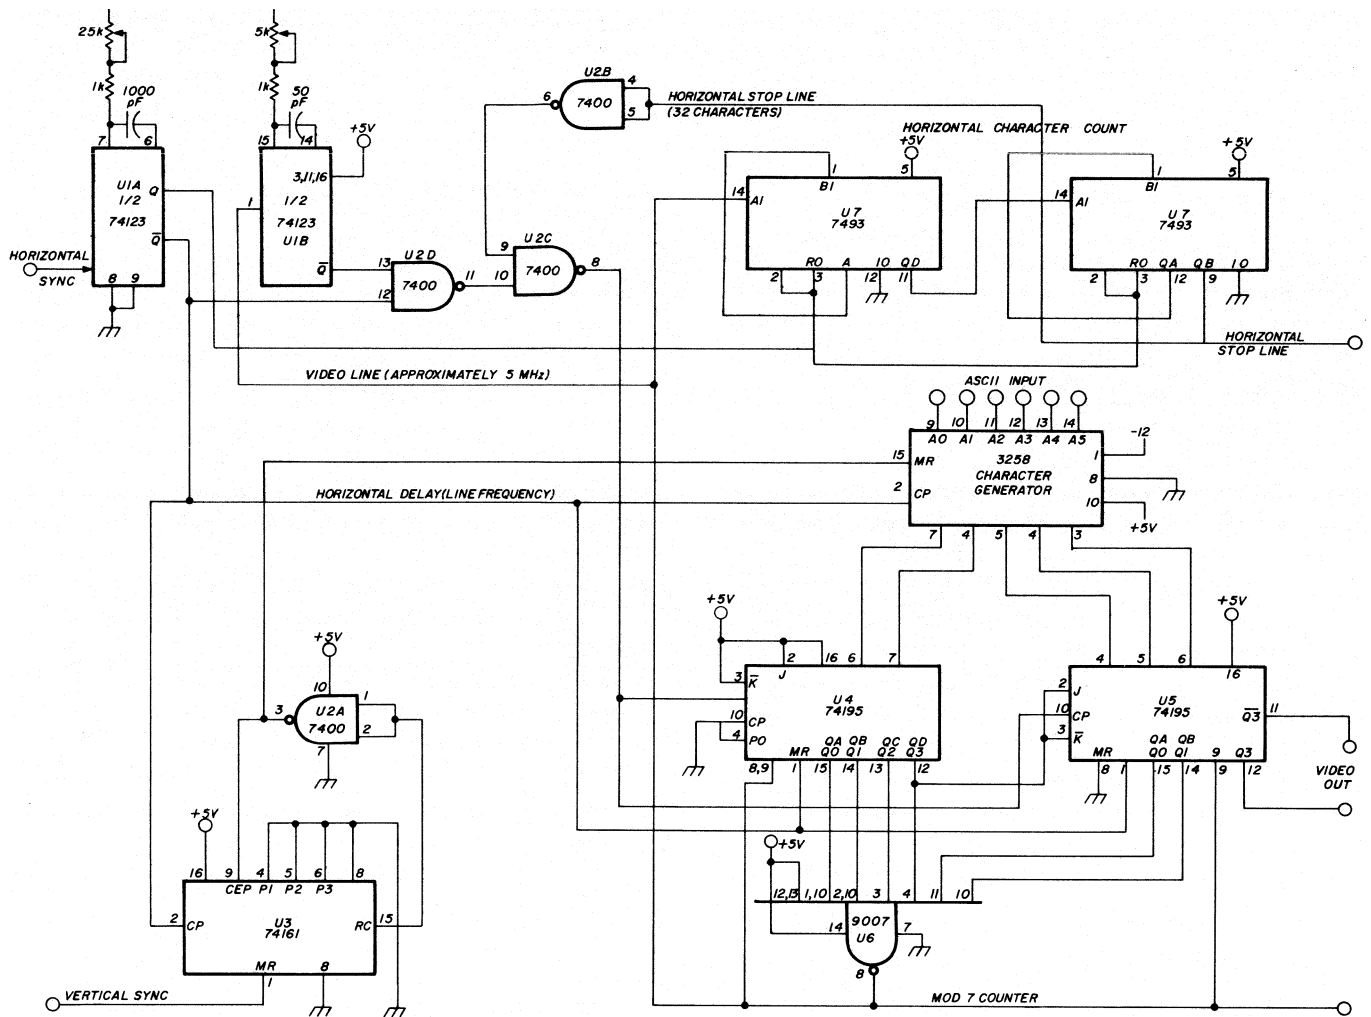 25k
1k
1000
pF
7
6
5k
1k
50
pF
15
14
+5V
U1A
1/2
74123
Q
Q̅
8
9
HORIZONTAL
SYNC
1
3,11,16
1/2
74123
U1B
Q̅
U2B
7400
6
4
5
HORIZONTAL STOP LINE
(32 CHARACTERS)
HORIZONTAL CHARACTER COUNT
+5V
5
1
B1
14
A1
U7
7493
RO
A
10
QD
2
3
12
11
+5V
5
1
B1
14
A1
U7
7493
RO
QA
QB
10
2
3
12
9
HORIZONTAL
STOP LINE
13
12
U2D
7400
11
9
10
U2C
7400
8
VIDEO LINE (APPROXIMATELY 5 MHz)
ASCII INPUT
9
10
11
12
13
14
A0
A1
A2
A3
A4
A5
15
MR
2
CP
3258
CHARACTER
GENERATOR
1
-12
8
10
+5V
7
4
5
4
3
HORIZONTAL DELAY(LINE FREQUENCY)
+5V
10
3
U2A
7400
1
2
7
+5V
16
9
4
5
6
8
CEP
P1
P2
P3
2
CP
U3
74161
RC
15
MR
8
1
VERTICAL SYNC
+5V
2
16
6
7
J
3
K̅
U4
74195
10
CP
4
PO
MR
QA
QB
QC
QD
Q0
Q1
Q2
Q3
8,9
1
15
14
13
12
+5V
4
5
6
16
2
J
10
CP
3
K̅
U5
74195
Q̅3̅
11
MR
QA
QB
Q0
Q1
9
Q3
8
1
15
14
9
12
VIDEO
OUT
+5V
12,13
1,10
2,10
3
4
11
10
14
9007
U6
7
8
MOD 7 COUNTER